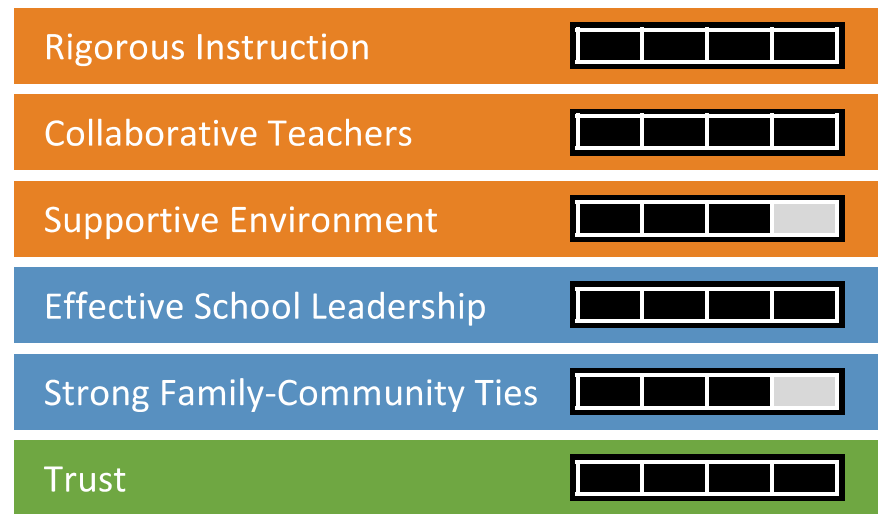 Rigorous Instruction
Collaborative Teachers
Supportive Environment
Effective School Leadership
Strong Family-Community Ties
Trust